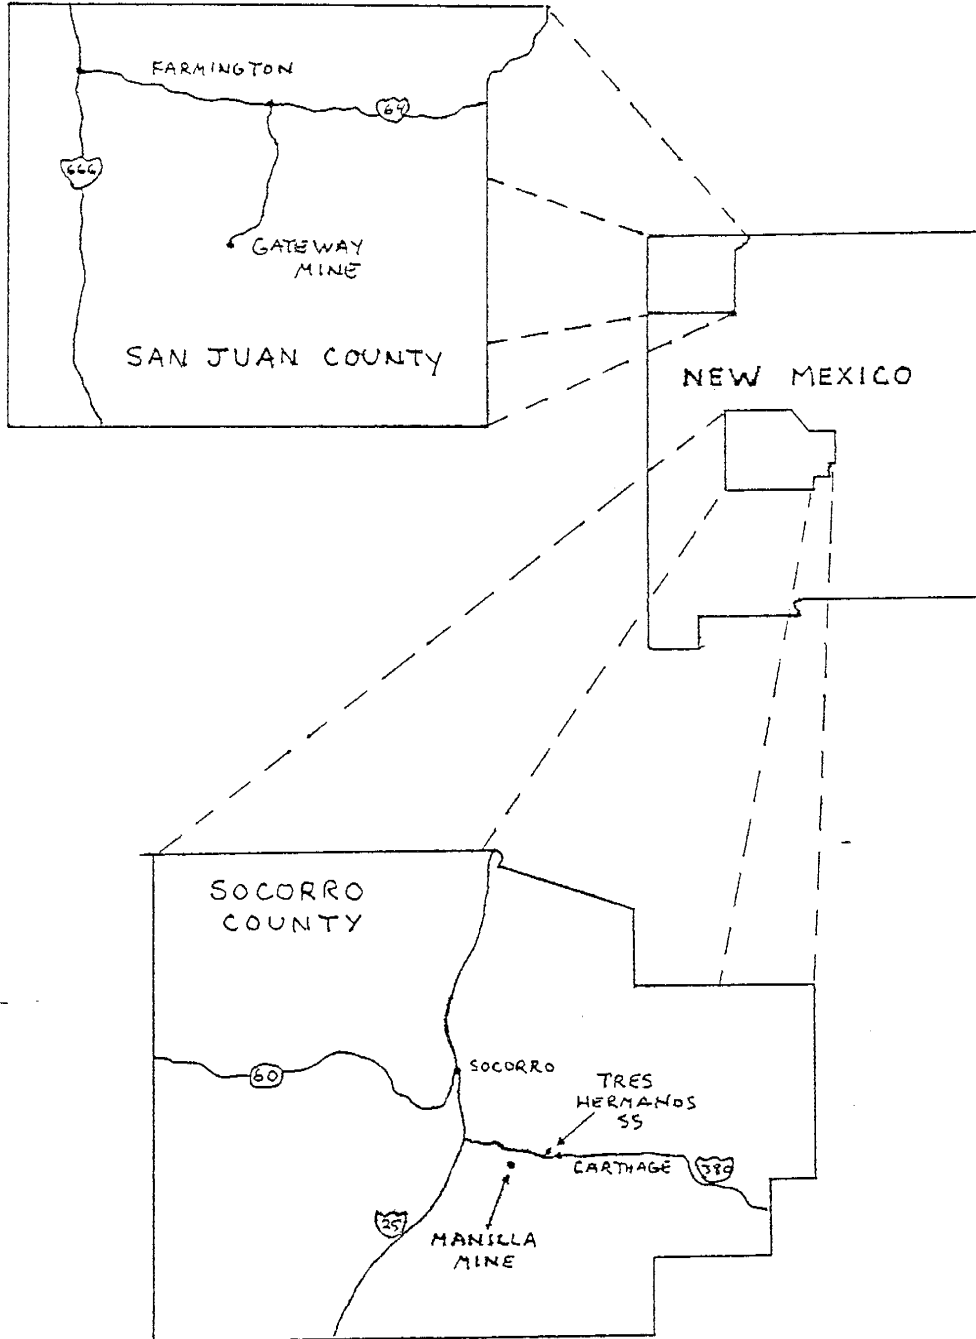 FARMINGTON
64
666
GATEWAY
MINE
SAN JUAN COUNTY
NEW MEXICO
SOCORRO
COUNTY
60
SOCORRO
TRES
HERMANOS
SS
CARTHAGE
380
25
MANILLA
MINE